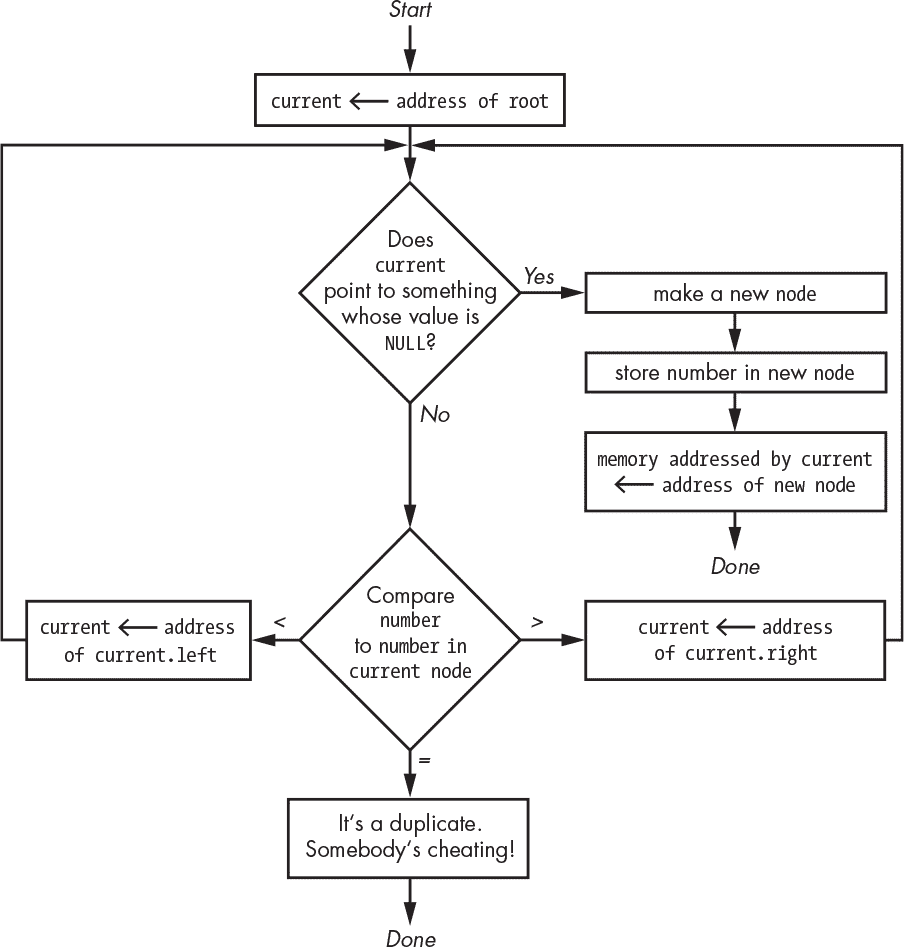 Start
current ← address of root
Does
current
point to something
whose value is
NULL?
Yes
make a new node
store number in new node
memory addressed by current
← address of new node
Done
No
Compare
number
to number in
current node
<
current ← address
of current.left
>
current ← address
of current.right
=
It's a duplicate.
Somebody's cheating!
Done